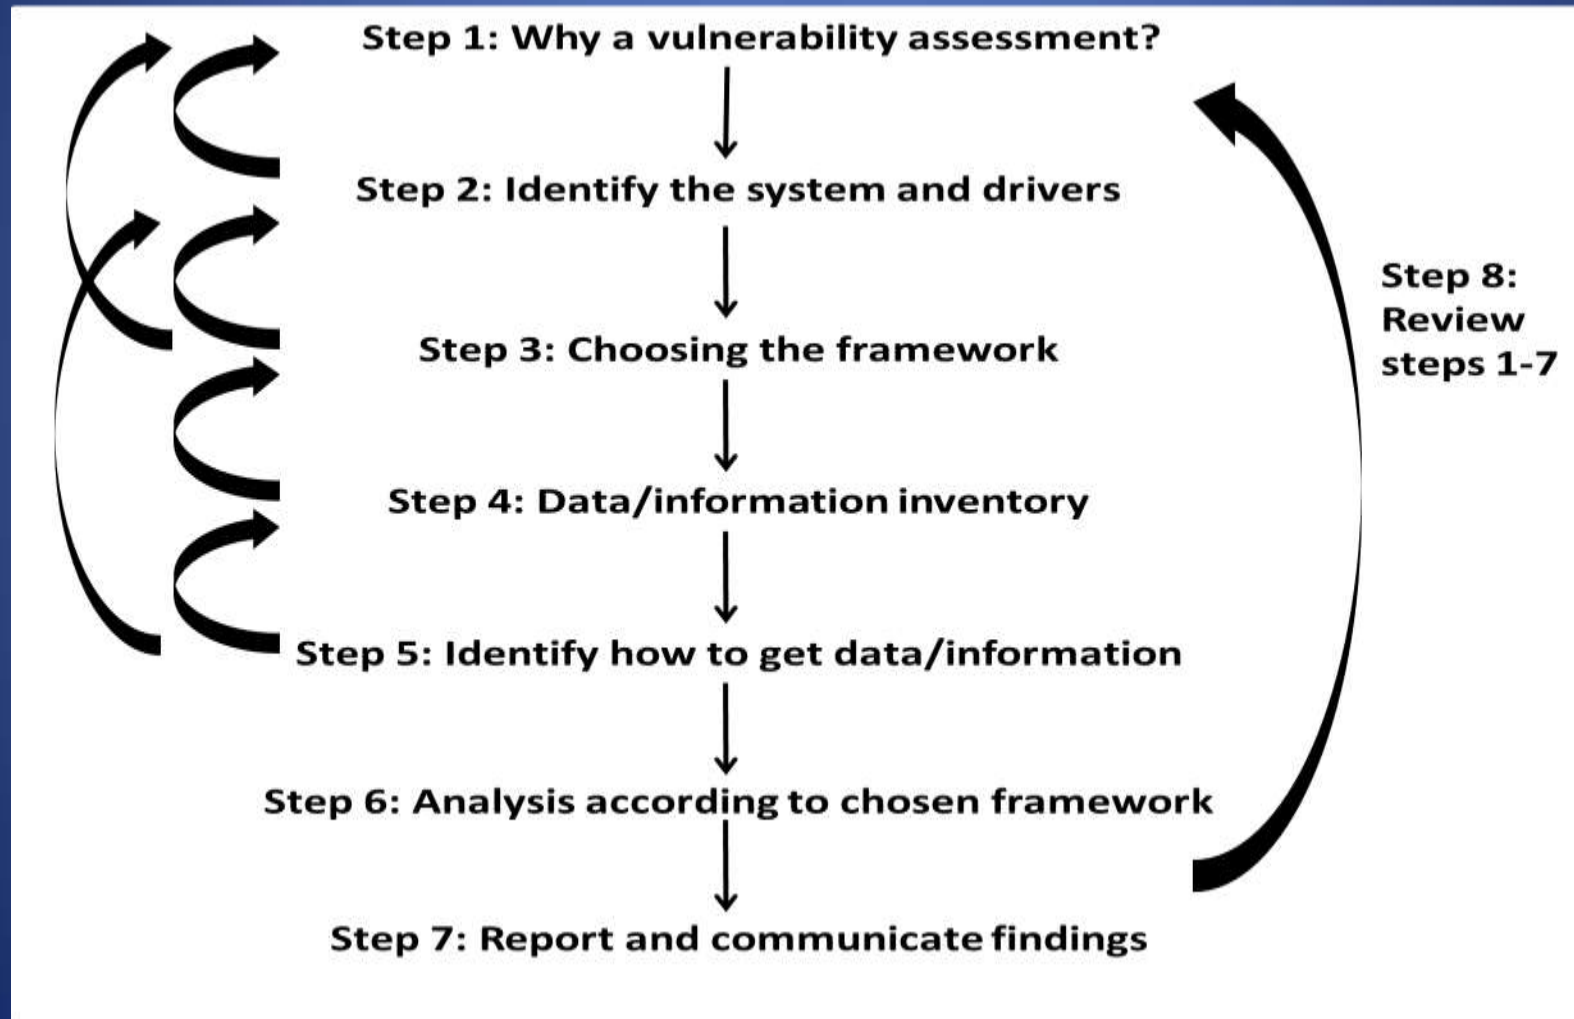 Step 1: Why a vulnerability assessment?
Step 2: Identify the system and drivers
Step 3: Choosing the framework
Step 4: Data/information inventory
Step 5: Identify how to get data/information
Step 6: Analysis according to chosen framework
Step 7: Report and communicate findings
Step 8:
Review
steps 1-7